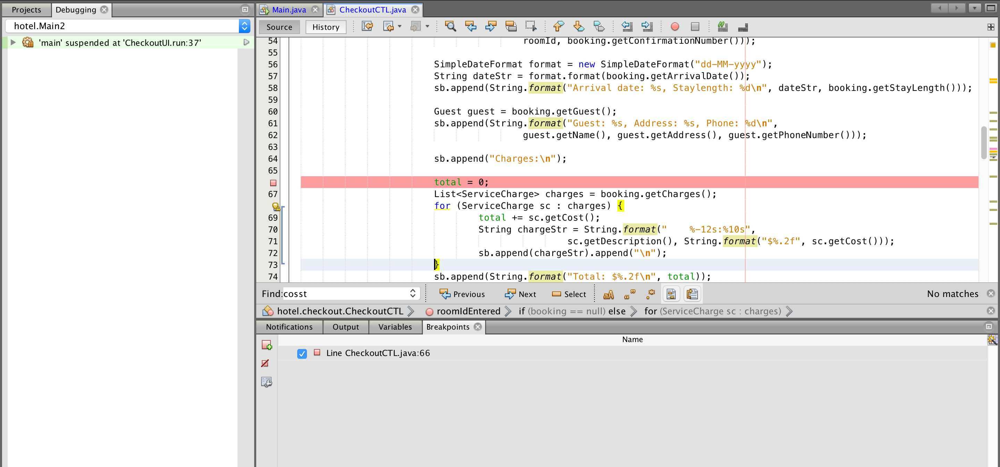 Projects Debugging
hotel.Main2
'main' suspended at 'CheckoutUI.run:37'
Main.java CheckoutCTL.java
Source History
54 roomId, booking.getConfirmationNumber()));
55
56 SimpleDateFormat format = new SimpleDateFormat("dd-MM-yyyy");
57 String dateStr = format.format(booking.getArrivalDate());
58 sb.append(String.format("Arrival date: %s, Staylength: %d\n", dateStr, booking.getStayLength()));
59
60 Guest guest = booking.getGuest();
61 sb.append(String.format("Guest: %s, Address: %s, Phone: %d\n",
62 guest.getName(), guest.getAddress(), guest.getPhoneNumber()));
63
64 sb.append("Charges:\n");
65
total = 0;
67 List<ServiceCharge> charges = booking.getCharges();
for (ServiceCharge sc : charges) {
69 total += sc.getCost();
70 String chargeStr = String.format("    %-12s:%10s",
71 sc.getDescription(), String.format("$%.2f", sc.getCost()));
72 sb.append(chargeStr).append("\n");
73 }
74 sb.append(String.format("Total: $%.2f\n", total));
Find: cosst Previous Next Select aA No matches
hotel.checkout.CheckoutCTL roomIdEntered if (booking == null) else for (ServiceCharge sc : charges)
Notifications Output Variables Breakpoints
Name
Line CheckoutCTL.java:66